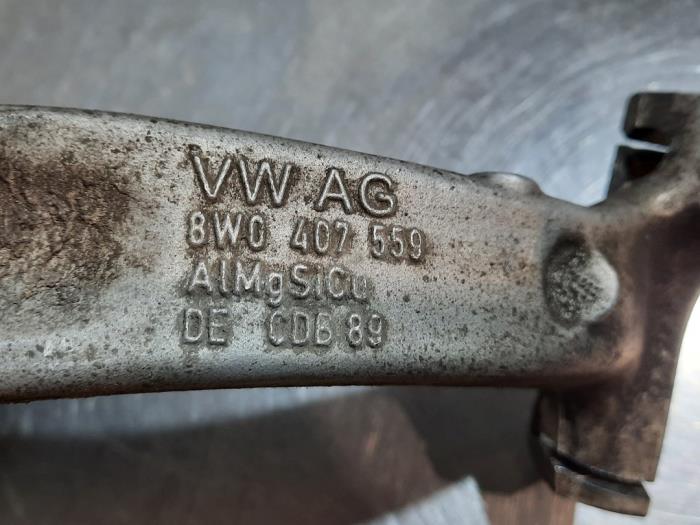 VW AG
8W0 407 559
AlMgSiCu
DE CDB 89